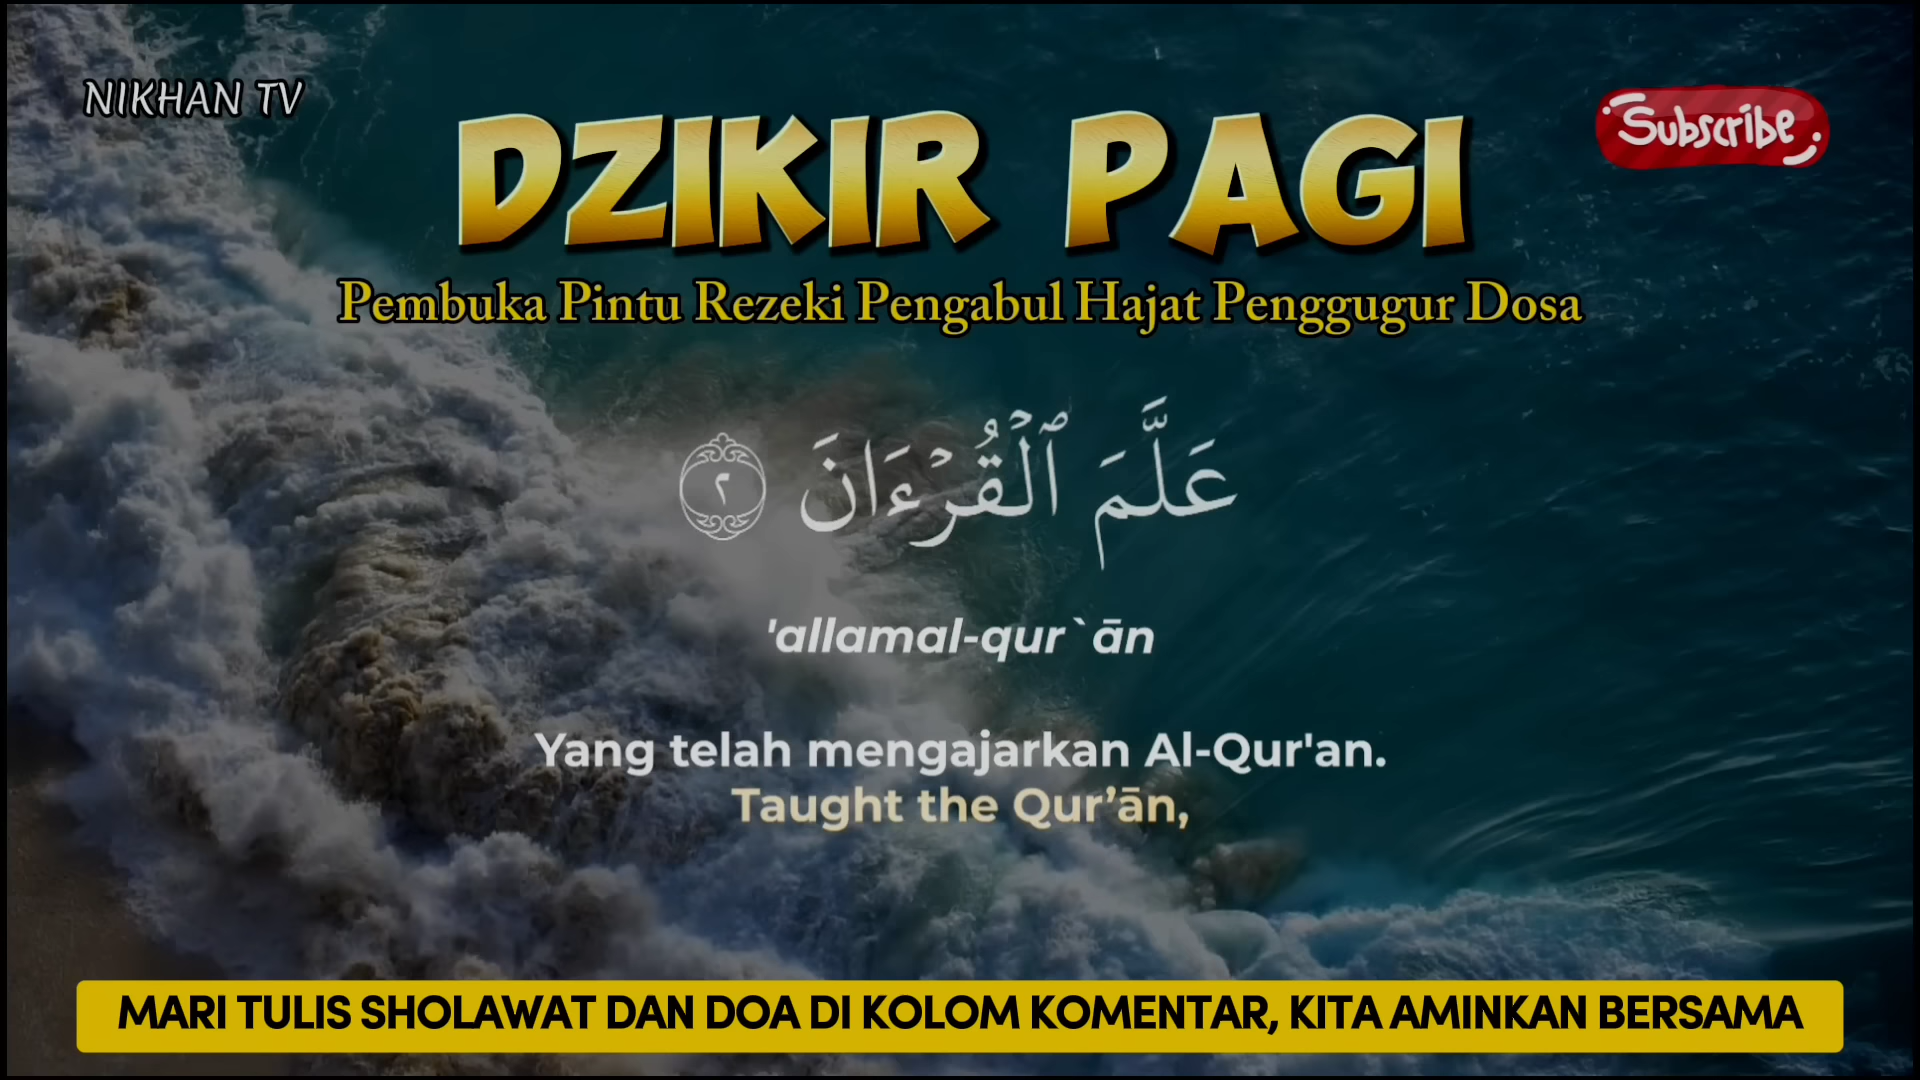 NIKHAN TV
Subscribe
DZIKIR PAGI
Pembuka Pintu Rezeki Pengabul Hajat Penggugur Dosa
عَلَّمَ ٱلْقُرْءَانَ ٢
'allamal-qur`ān
Yang telah mengajarkan Al-Qur'an.
Taught the Qur’ān,
MARI TULIS SHOLAWAT DAN DOA DI KOLOM KOMENTAR, KITA AMINKAN BERSAMA